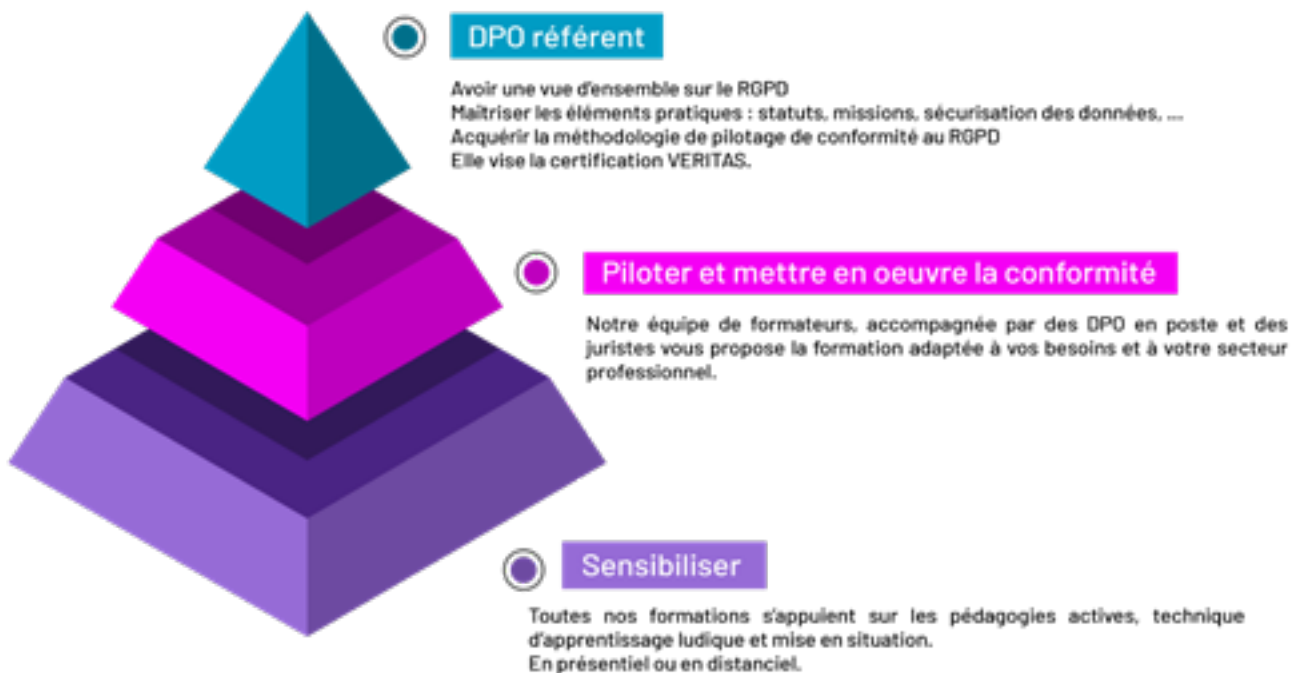 DPO référent
Avoir une vue d'ensemble sur le RGPD
Maîtriser les éléments pratiques : statuts, missions, sécurisation des données, ...
Acquérir la méthodologie de pilotage de conformité au RGPD
Elle vise la certification VERITAS.
Piloter et mettre en oeuvre la conformité
Notre équipe de formateurs, accompagnée par des DPO en poste et des
juristes vous propose la formation adaptée à vos besoins et à votre secteur
professionnel.
Sensibiliser
Toutes nos formations s'appuient sur les pédagogies actives, technique
d'apprentissage ludique et mise en situation.
En présentiel ou en distanciel.